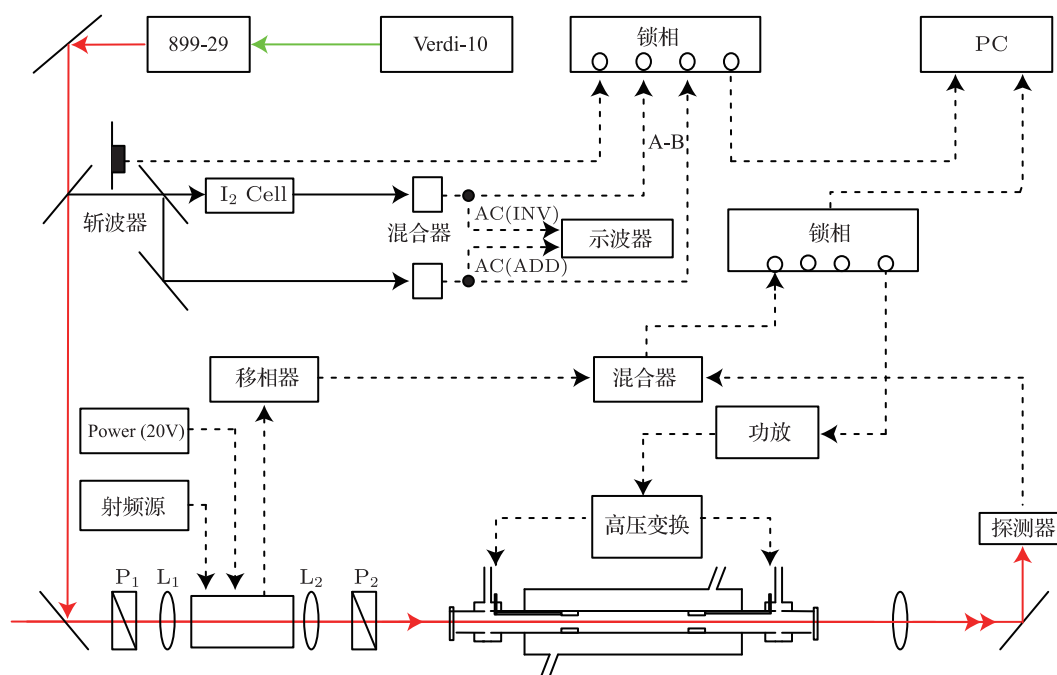 899-29
Verdi-10
锁相
PC
A-B
I₂ Cell
斩波器
混合器
AC(INV)
示波器
AC(ADD)
锁相
移相器
混合器
Power (20V)
功放
射频源
高压变换
探测器
P₁
L₁
L₂
P₂